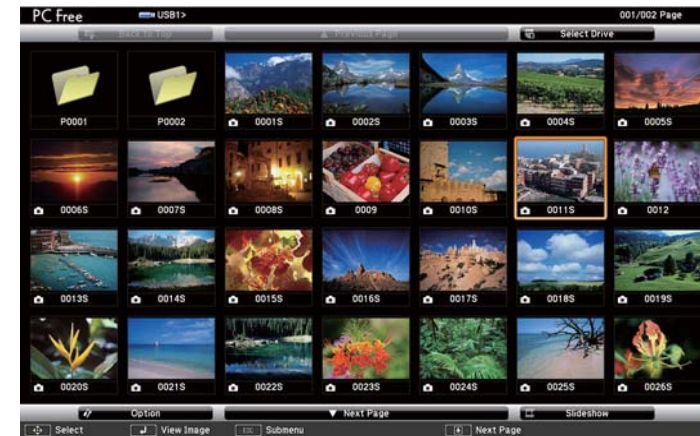 PC Free USB1> 001/002 Page
Back to Top ▲ Previous Page Select Drive
P0001 P0002 0001S 0002S 0003S 0004S 0005S
0006S 0007S 0008S 0009 0010S 0011S 0012
0013S 0014S 0015S 0016S 0017S 0018S 0019S
0020S 0021S 0022S 0023S 0024S 0025S 0026S
Option ▼ Next Page Slideshow
Select View Image Esc Submenu Next Page